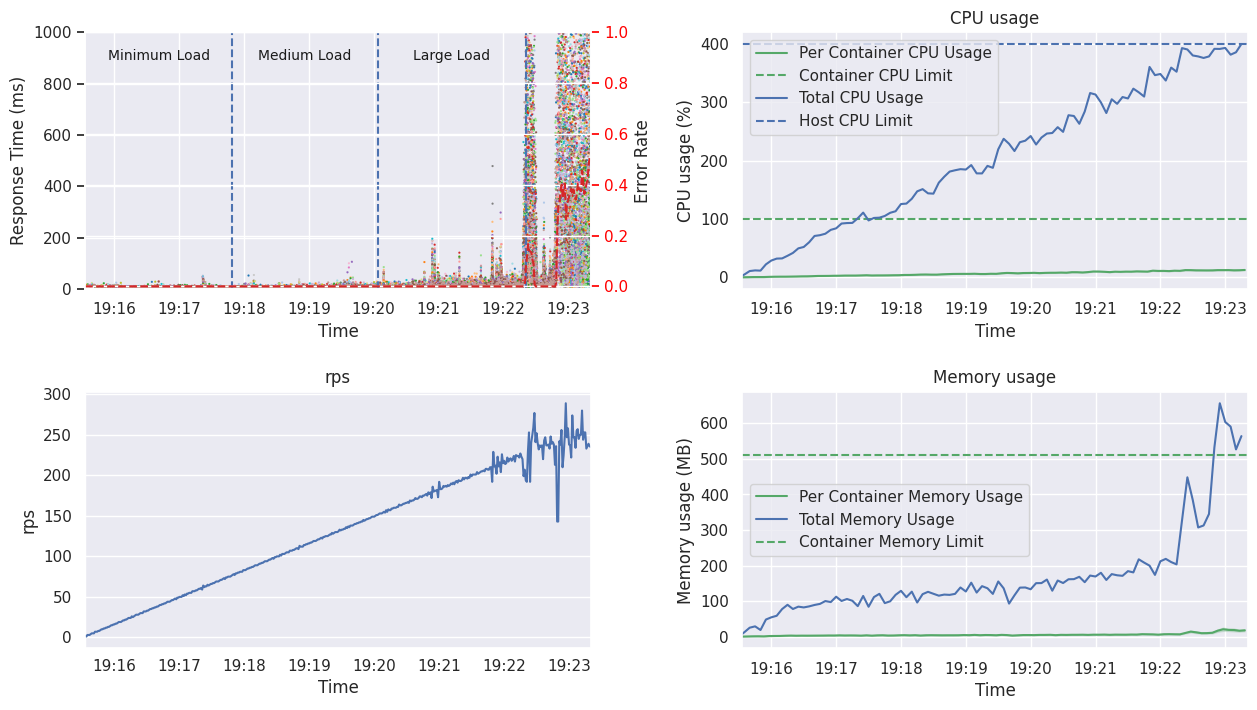 1000
800
600
400
200
0
Response Time (ms)
Minimum Load
Medium Load
Large Load
1.0
0.8
0.6
0.4
0.2
0.0
Error Rate
19:16 19:17 19:18 19:19 19:20 19:21 19:22 19:23
Time
CPU usage
400
300
200
100
0
CPU usage (%)
Per Container CPU Usage
Container CPU Limit
Total CPU Usage
Host CPU Limit
19:16 19:17 19:18 19:19 19:20 19:21 19:22 19:23
Time
rps
300
250
200
150
100
50
0
rps
19:16 19:17 19:18 19:19 19:20 19:21 19:22 19:23
Time
Memory usage
600
500
400
300
200
100
0
Memory usage (MB)
Per Container Memory Usage
Total Memory Usage
Container Memory Limit
19:16 19:17 19:18 19:19 19:20 19:21 19:22 19:23
Time